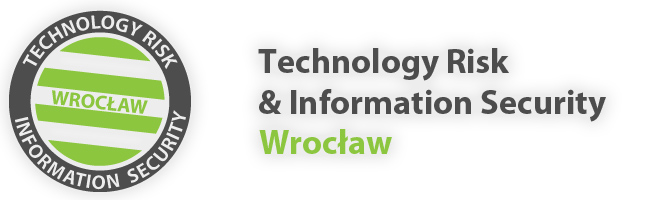 TECHNOLOGY RISK
WROCŁAW
INFORMATION SECURITY
Technology Risk
& Information Security
Wrocław